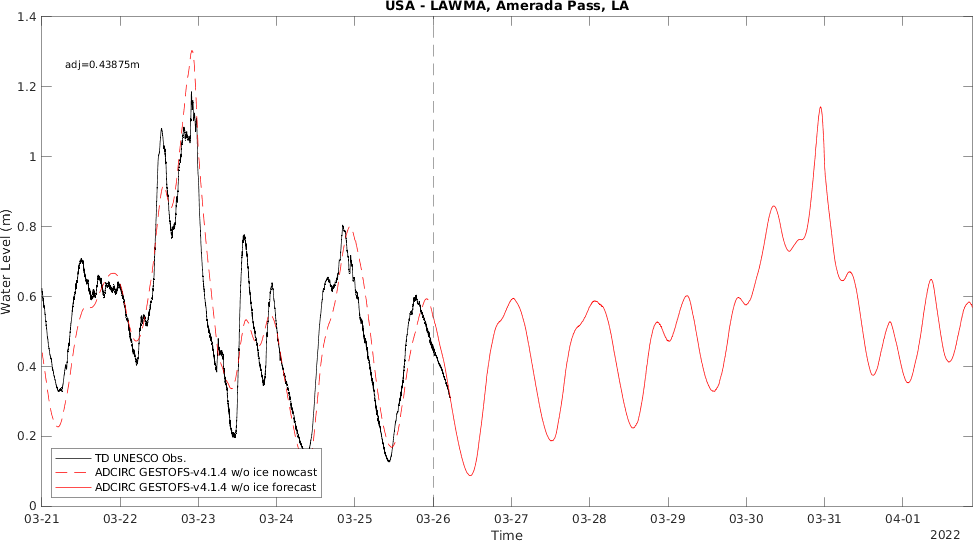 USA - LAWMA, Amerada Pass, LA
1.4
adj=0.43875m
1.2
1
0.8
Water Level (m)
0.6
0.4
0.2
TD UNESCO Obs.
ADCIRC GESTOFS-v4.1.4 w/o ice nowcast
ADCIRC GESTOFS-v4.1.4 w/o ice forecast
0
03-21 03-22 03-23 03-24 03-25 03-26 03-27 03-28 03-29 03-30 03-31 04-01
Time
2022